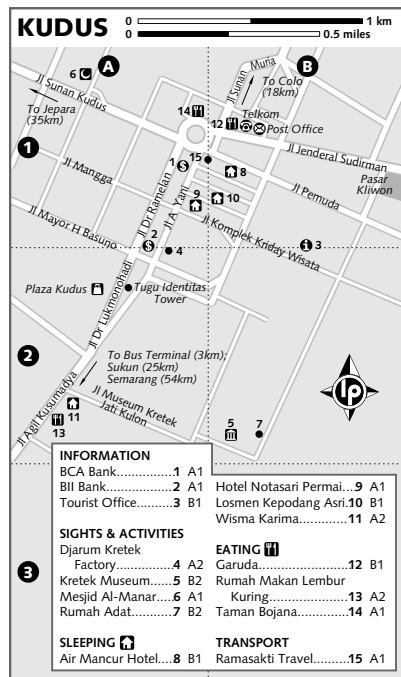 KUDUS
0 1 km
0 0.5 miles
A
B
6
Jl Sunan Kudus
To Jepara
(35km)
Jl Sunan Muria
To Colo
(18km)
Telkom
14
12
Post Office
1
Jl Jenderal Sudirman
15
1
8
Jl Mangga
Jl Dr Ramelan
Jl A Yani
Jl Pemuda
Pasar
Kliwon
9
10
Jl Mayor H Basuno
2
4
Jl Komplek Kriday Wisata
3
Plaza Kudus
Tugu Identitas
Tower
Jl Dr Lukmonohadi
2
To Bus Terminal (3km);
Sukun (25km)
Semarang (54km)
Jl Agil Kusumadya
Jl Museum Kretek
Jati Kulon
11
13
5
7
LP
3
INFORMATION
BCA Bank................1 A1
BII Bank..................2 A1
Tourist Office..........3 B1
SIGHTS & ACTIVITIES
Djarum Kretek
Factory................4 A2
Kretek Museum.....5 B2
Mesjid Al-Manar....6 A1
Rumah Adat..........7 B2
SLEEPING
Air Mancur Hotel...8 B1
Hotel Notasari Permai...9 A1
Losmen Kepodang Asri.10 B1
Wisma Karima.............11 A2
EATING
Garuda........................12 B1
Rumah Makan Lembur
Kuring.....................13 A2
Taman Bojana.............14 A1
TRANSPORT
Ramasakti Travel..........15 A1